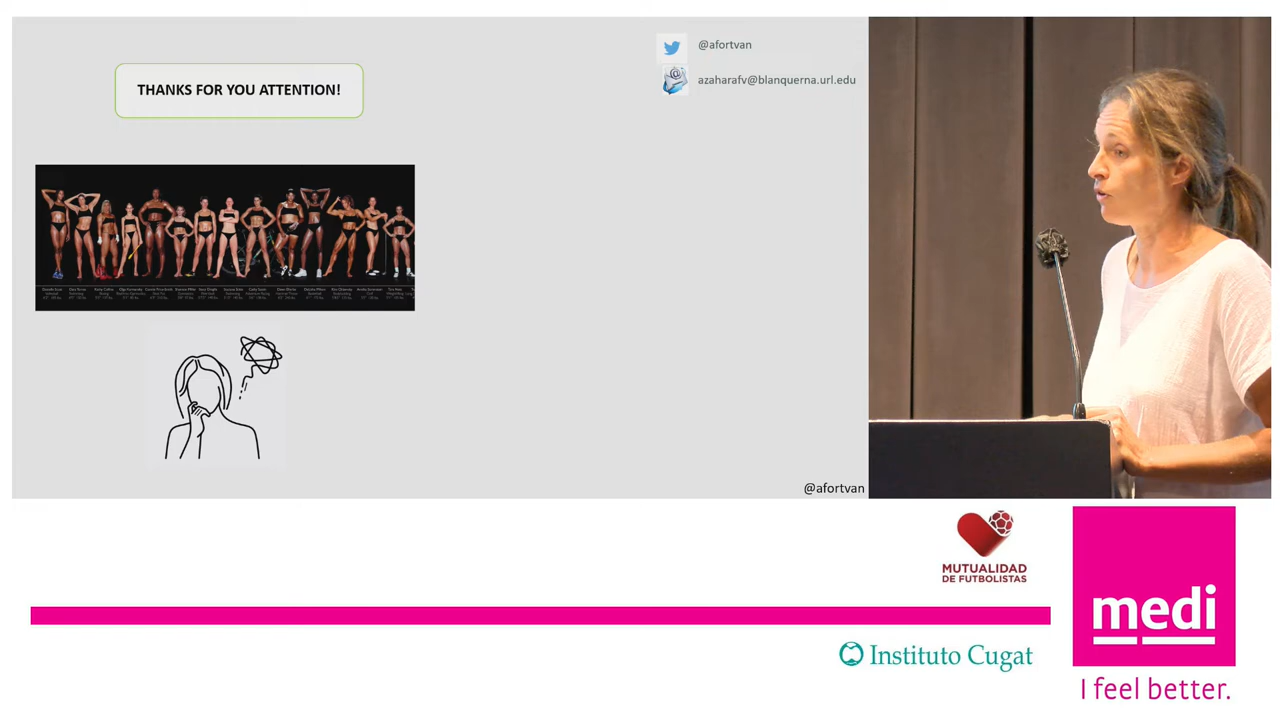 THANKS FOR YOU ATTENTION!
@afortvan
azaharafv@blanquerna.url.edu
@afortvan
MUTUALIDAD
DE FUTBOLISTAS
medi
Instituto Cugat
I feel better.